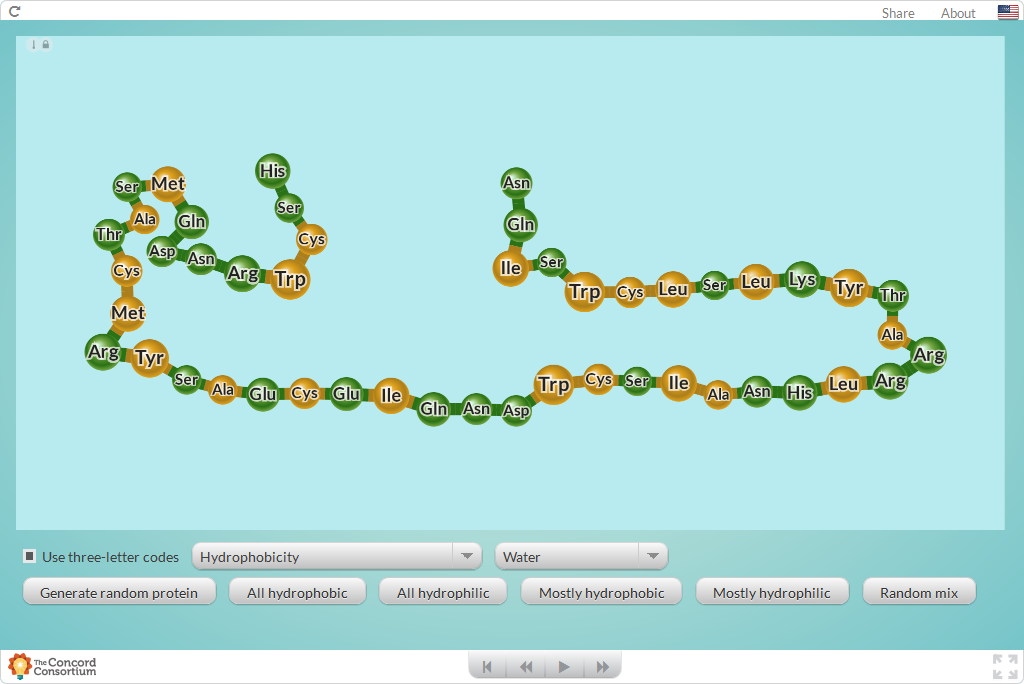 Share About
His
Ser Met Asn
Ser
Ala Gln Gln
Thr Cys
Asp Asn Ile Ser
Cys Arg Trp Trp Cys Leu Ser Leu Lys Tyr Thr
Met
Ala
Arg Tyr Arg
Ser Ala Glu Cys Glu Ile Gln Asn Asp Trp Cys Ser Ile Ala Asn His Leu Arg
Use three-letter codes Hydrophobicity Water
Generate random protein All hydrophobic All hydrophilic Mostly hydrophobic Mostly hydrophilic Random mix
The Concord
Consortium